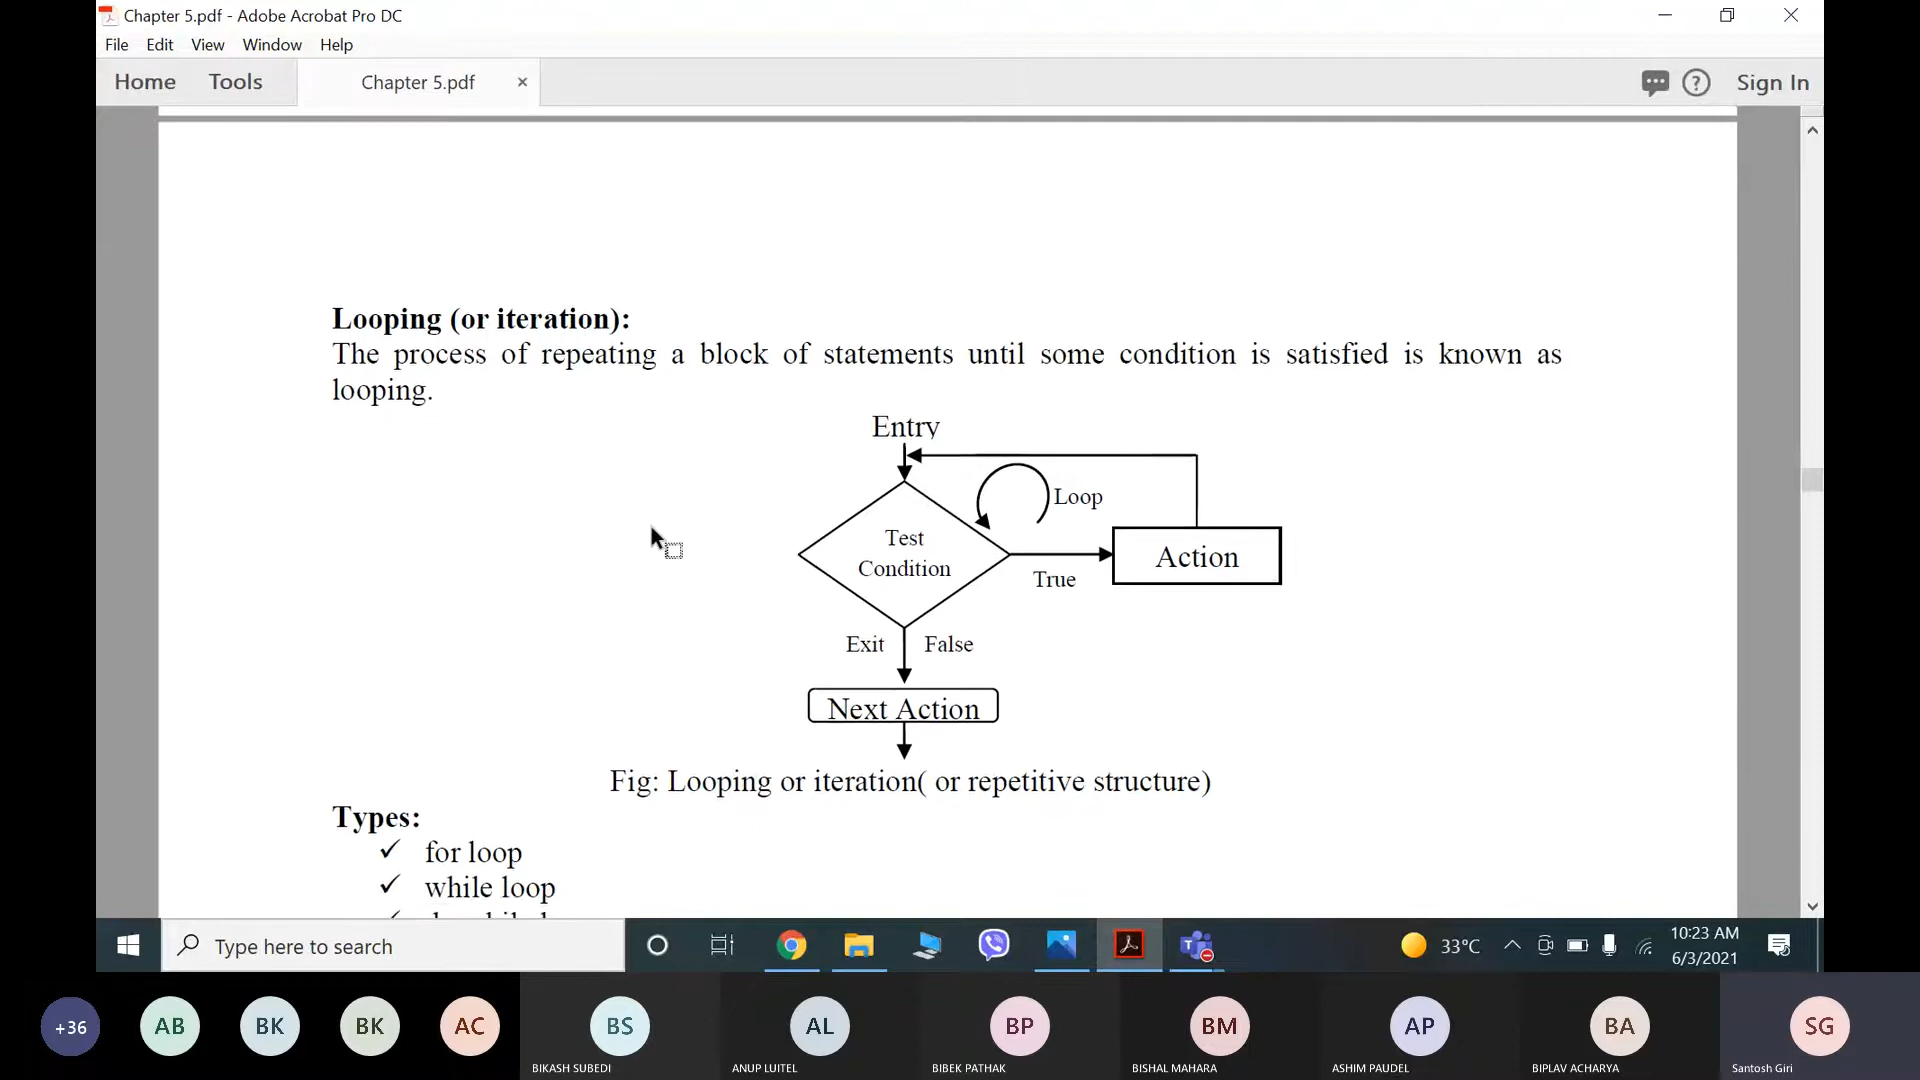 Chapter 5.pdf - Adobe Acrobat Pro DC
File Edit View Window Help
Home Tools Chapter 5.pdf × Sign In
Looping (or iteration):
The process of repeating a block of statements until some condition is satisfied is known as
looping.
Entry
Loop
Test
Condition
Action
True
Exit False
Next Action
Fig: Looping or iteration( or repetitive structure)
Types:
✓ for loop
✓ while loop
Type here to search
33°C
10:23 AM
6/3/2021
+36 AB BK BK AC BS AL BP BM AP BA SG
BIKASH SUBEDI ANUP LUITEL BIBEK PATHAK BISHAL MAHARA ASHIM PAUDEL BIPLAV ACHARYA Santosh Giri